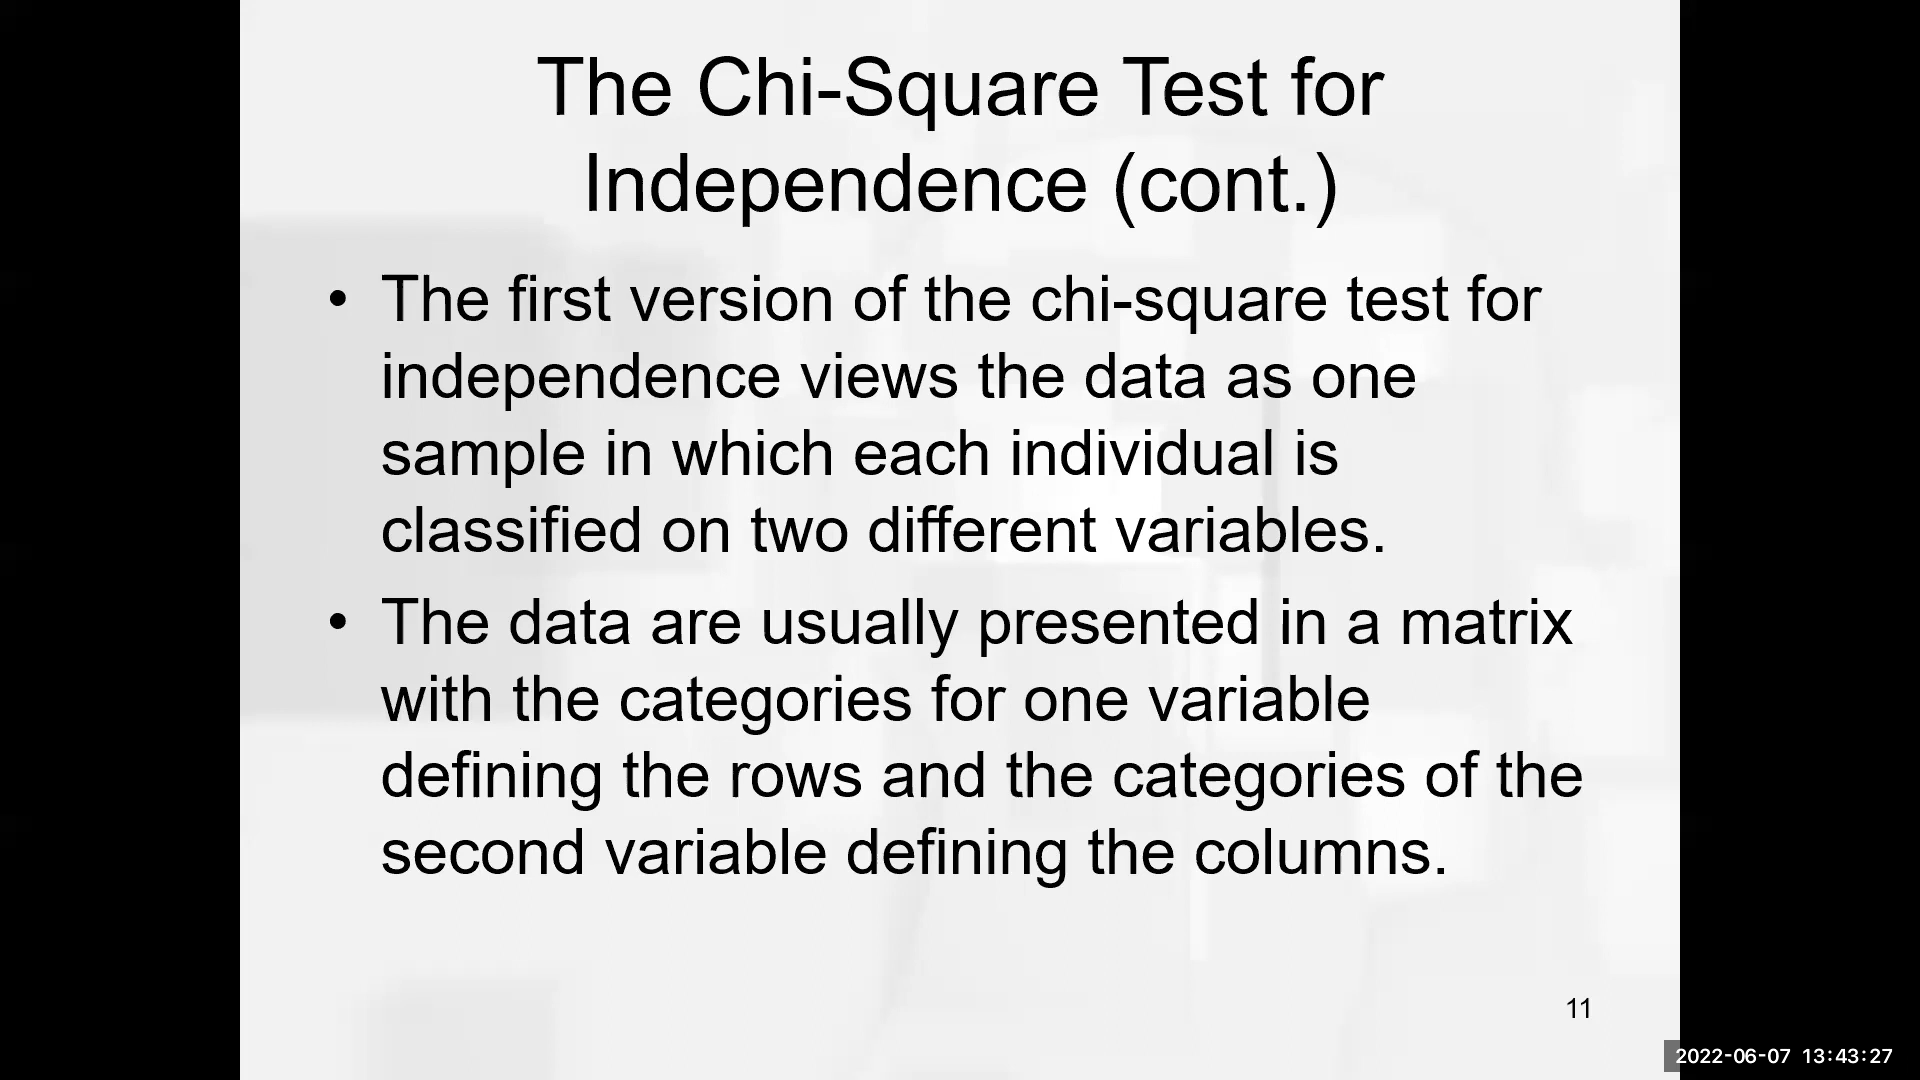 The Chi-Square Test for
Independence (cont.)
• The first version of the chi-square test for
independence views the data as one
sample in which each individual is
classified on two different variables.
• The data are usually presented in a matrix
with the categories for one variable
defining the rows and the categories of the
second variable defining the columns.
11
2022-06-07 13:43:27